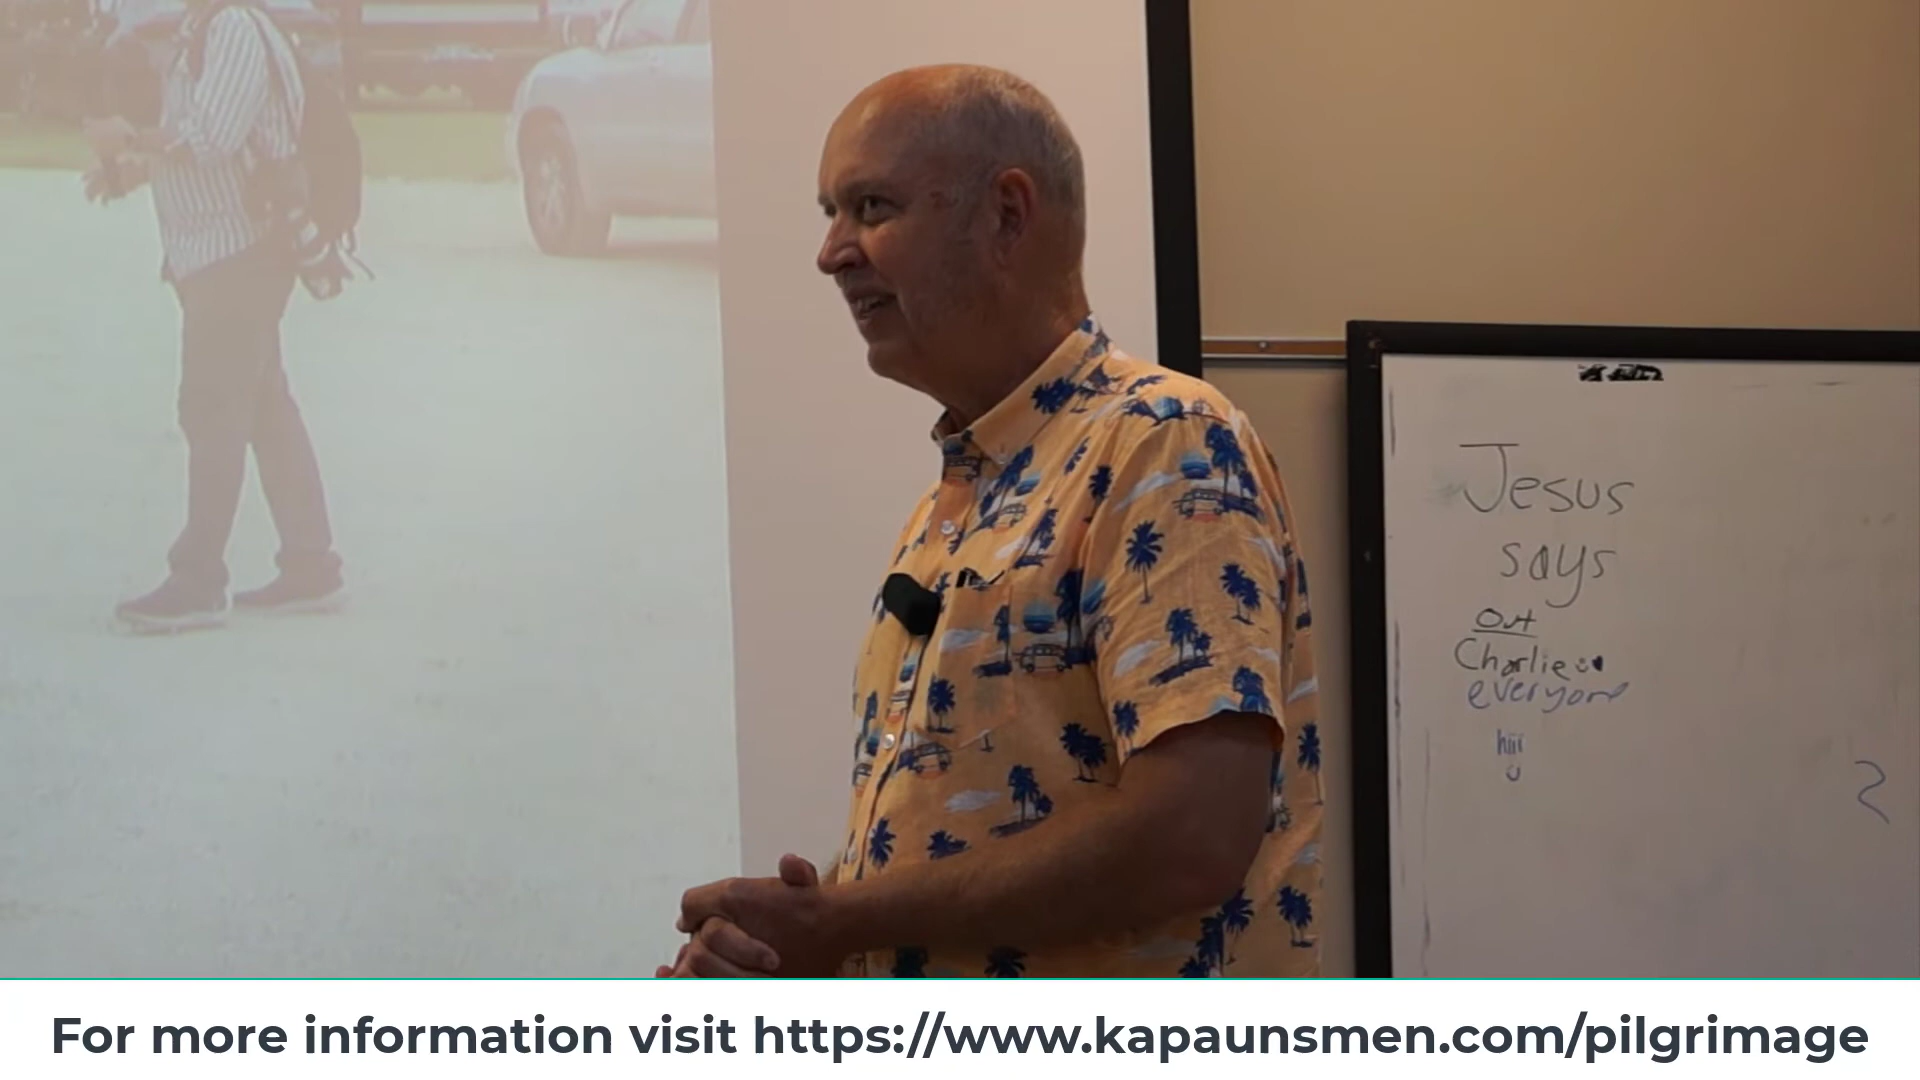 Jesus
says
Out
Charlie
everyone
hiii
For more information visit https://www.kapaunsmen.com/pilgrimage